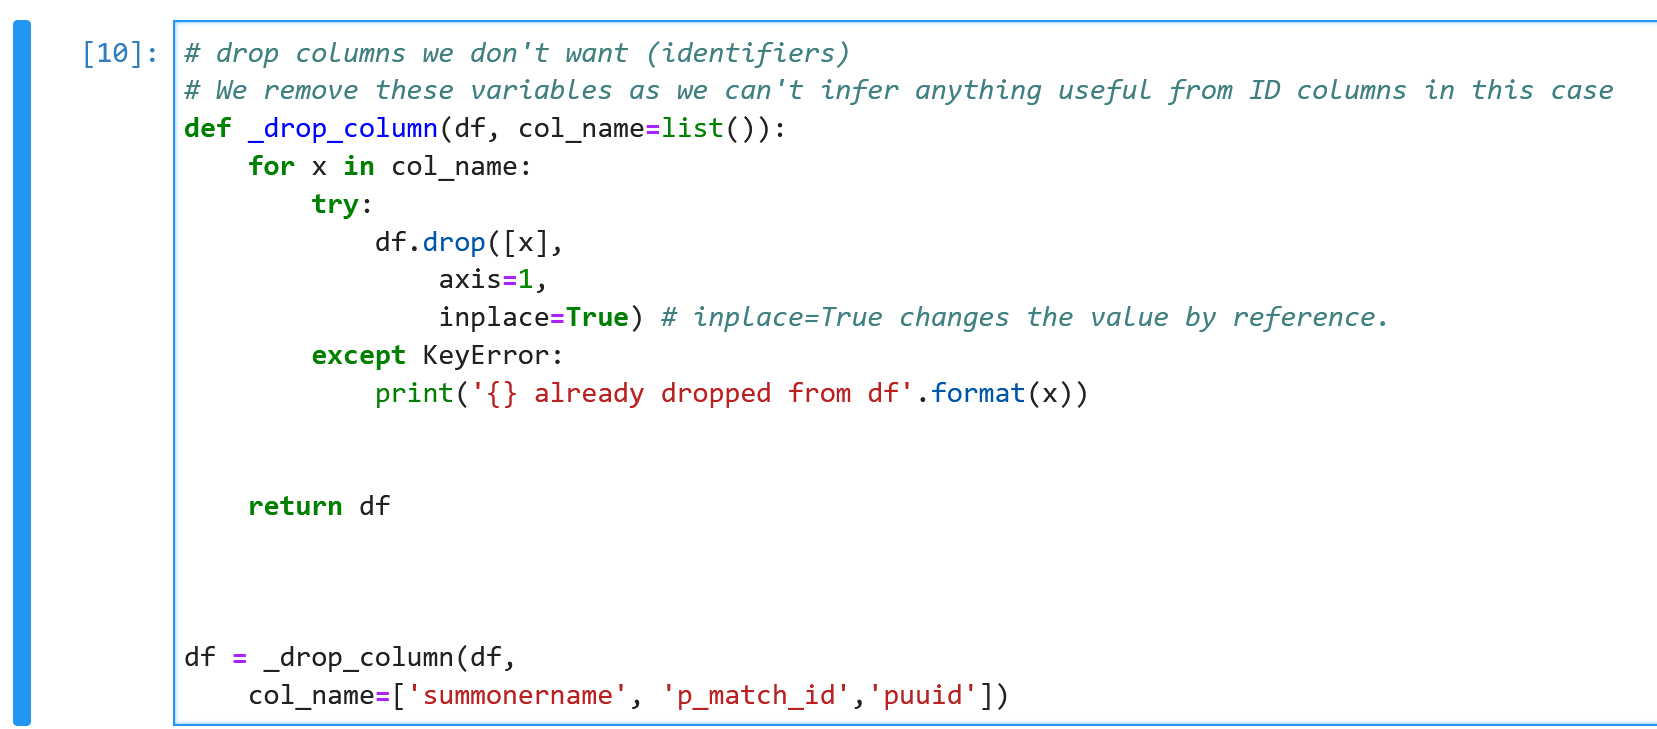 [10]: # drop columns we don't want (identifiers)
# We remove these variables as we can't infer anything useful from ID columns in this case
def _drop_column(df, col_name=list()):
    for x in col_name:
        try:
            df.drop([x],
                axis=1,
                inplace=True) # inplace=True changes the value by reference.
        except KeyError:
            print('{} already dropped from df'.format(x))
    return df
df = _drop_column(df,
    col_name=['summonername', 'p_match_id','puuid'])